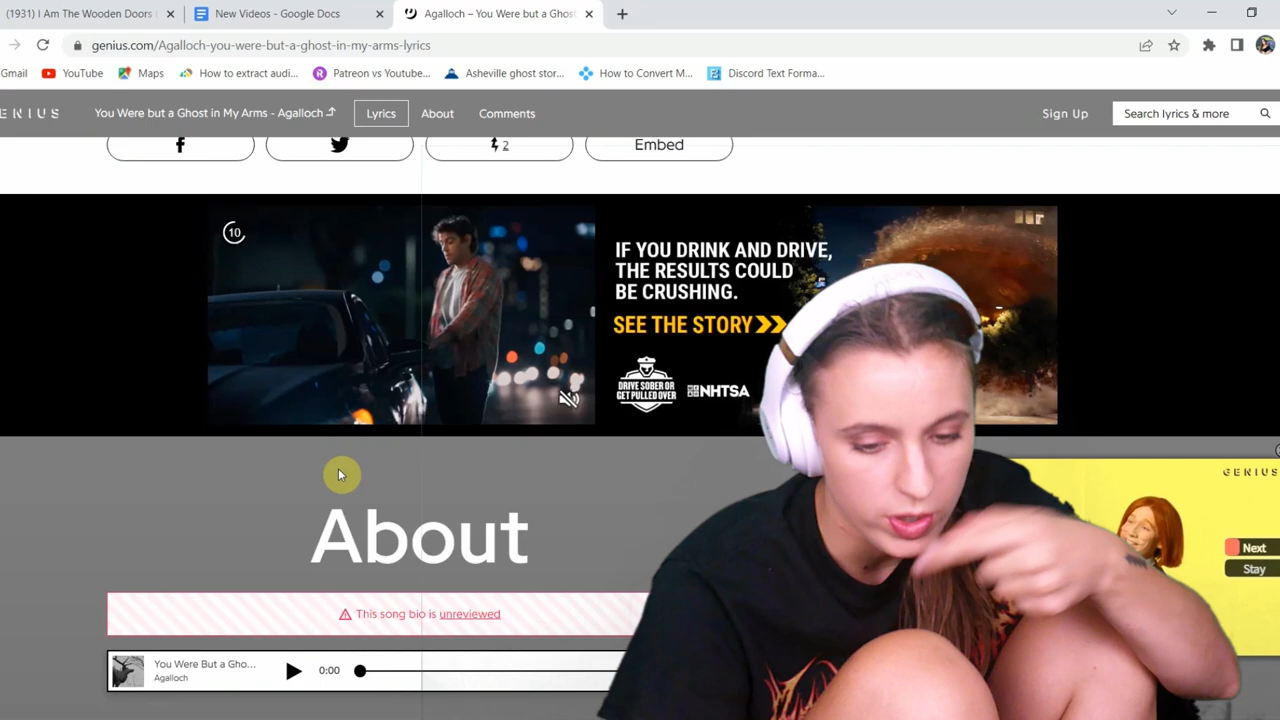 (1931) I Am The Wooden Doors
New Videos - Google Docs
Agalloch – You Were but a Ghos
genius.com/Agalloch-you-were-but-a-ghost-in-my-arms-lyrics
Gmail
YouTube
Maps
How to extract audi...
Patreon vs Youtube...
Asheville ghost stor...
How to Convert M...
Discord Text Forma...
ENIUS
You Were but a Ghost in My Arms - Agalloch
Lyrics
About
Comments
Sign Up
Search lyrics & more
2
Embed
10
IF YOU DRINK AND DRIVE,
THE RESULTS COULD
BE CRUSHING.
SEE THE STORY
DRIVE SOBER OR
GET PULLED OVER
NHTSA
GENIUS
Next
Stay
About
This song bio is unreviewed
You Were But a Gho...
Agalloch
0:00